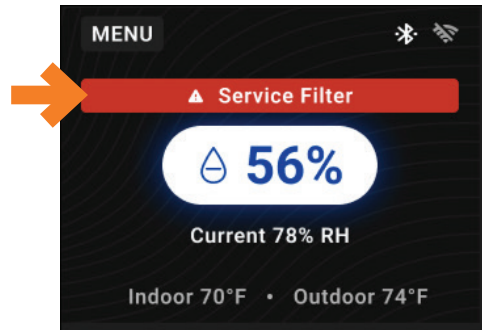 MENU
Service Filter
56%
Current 78% RH
Indoor 70°F • Outdoor 74°F